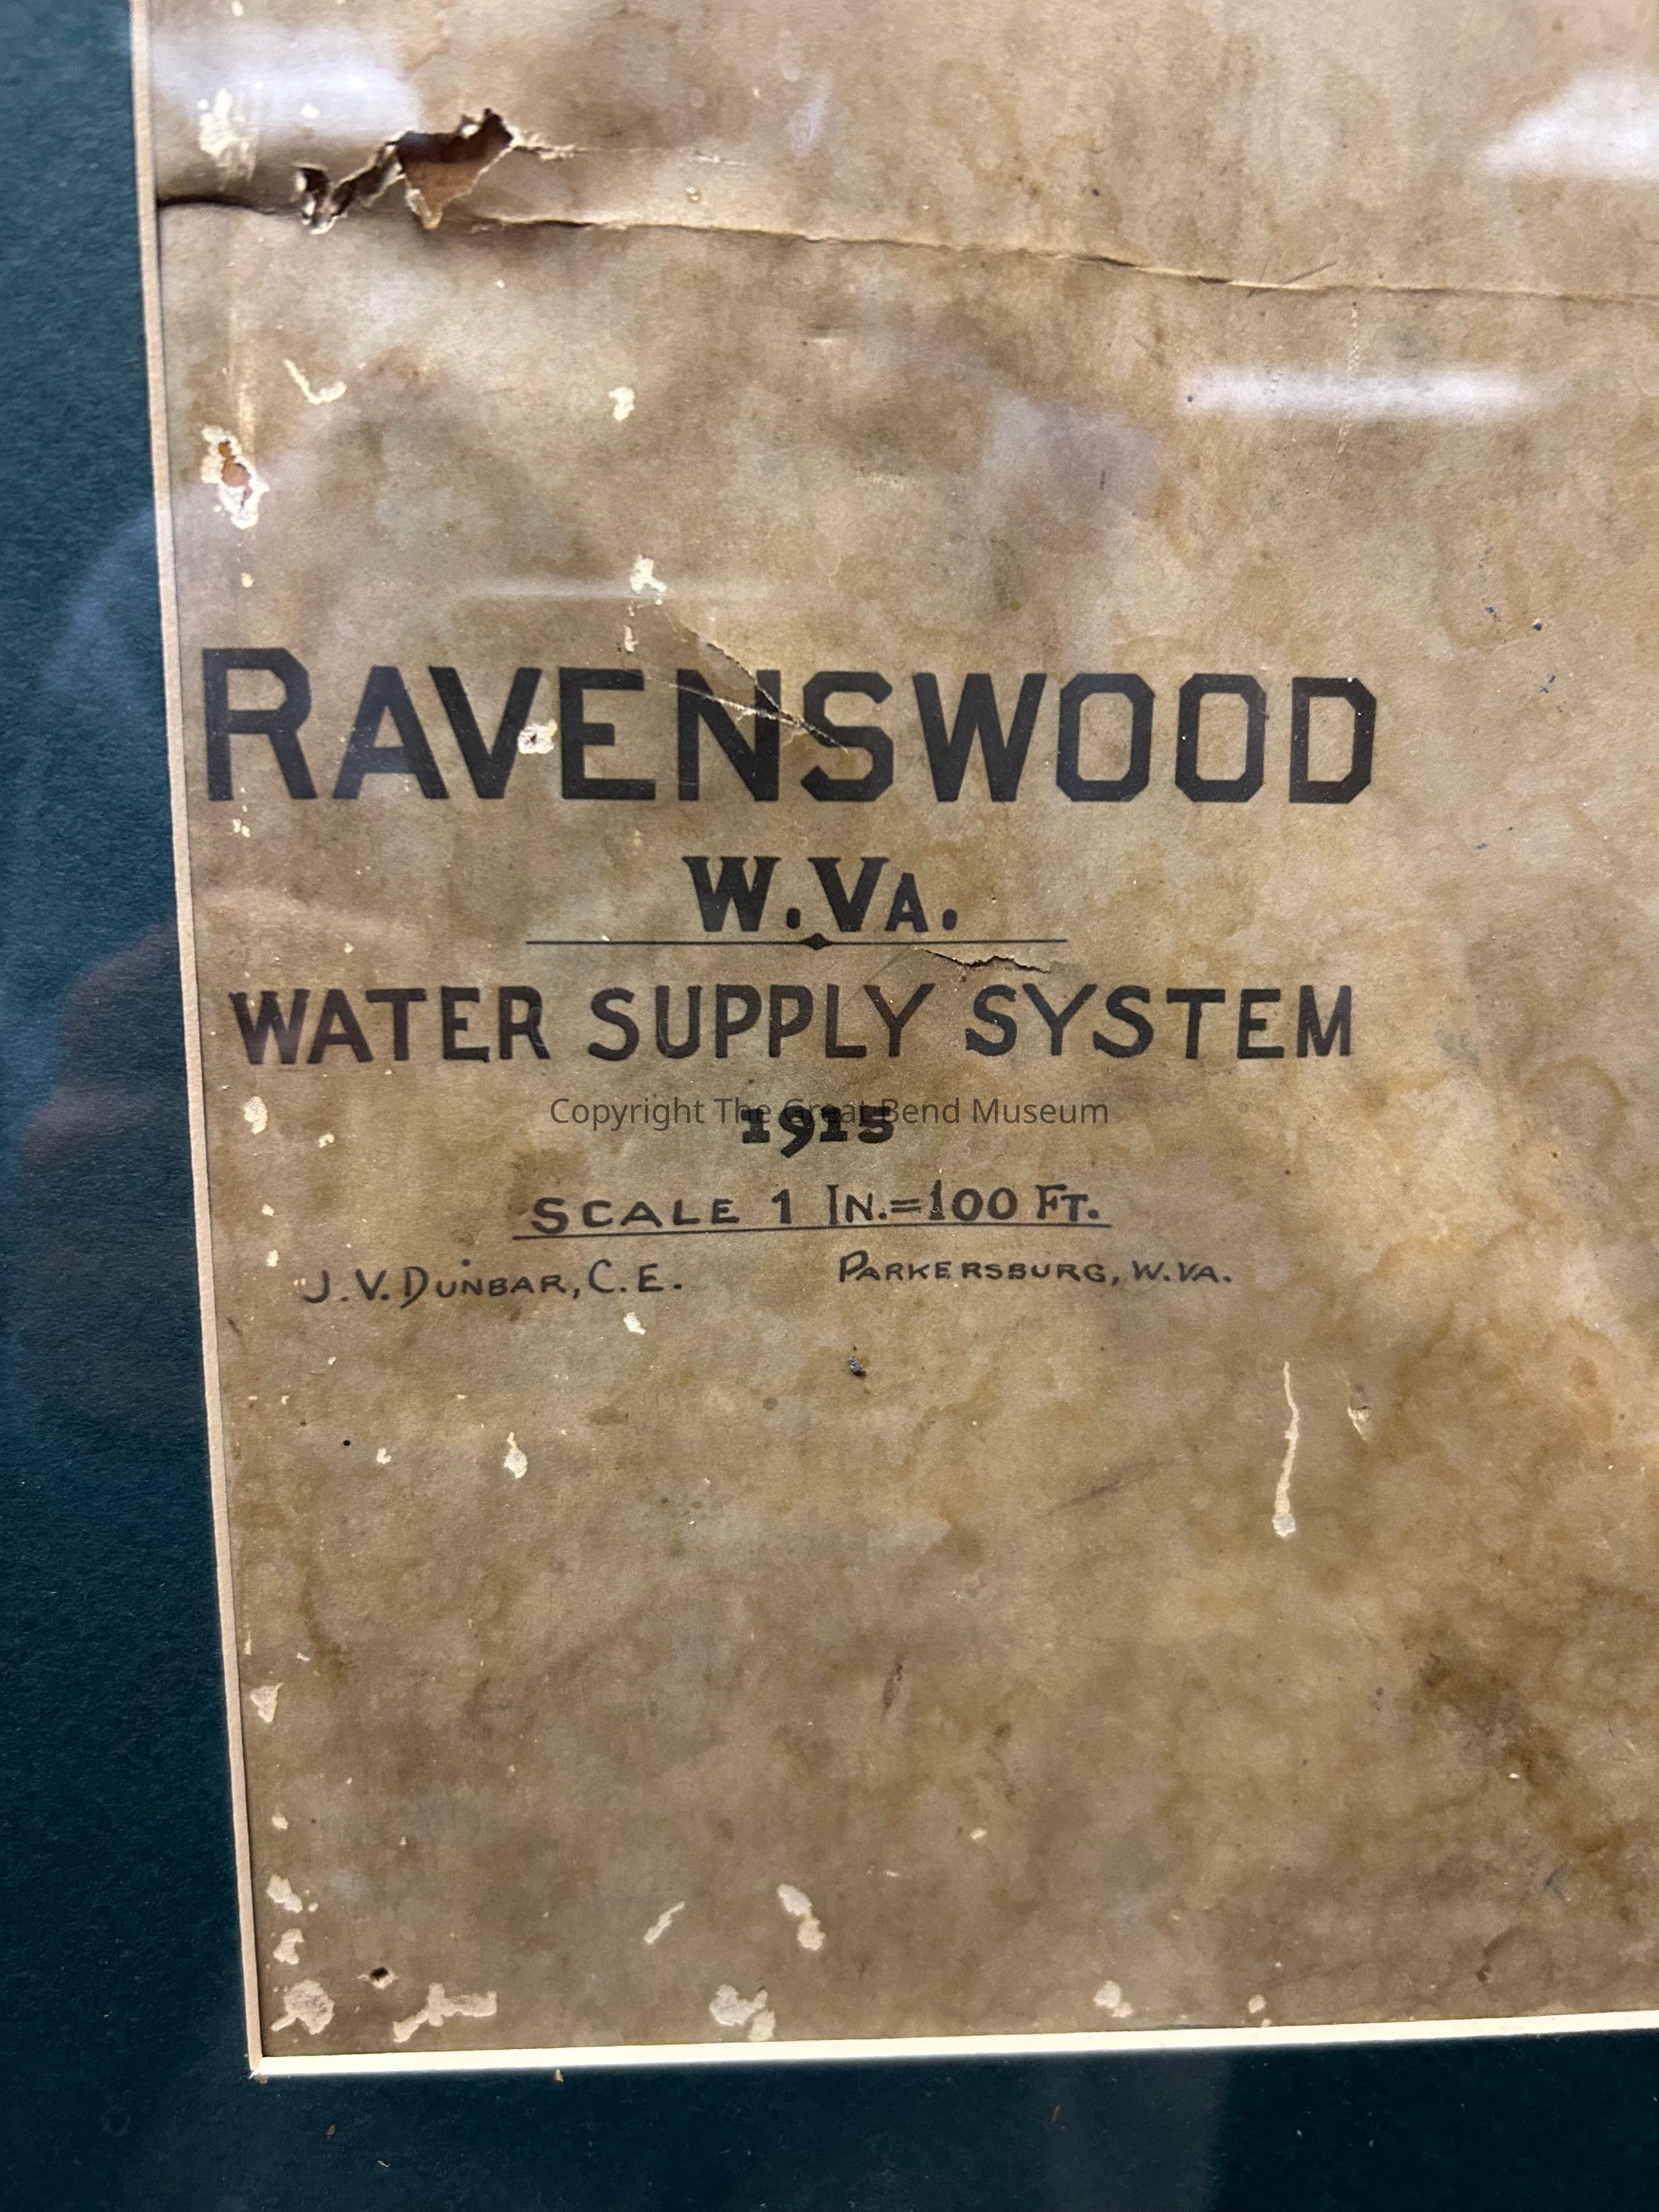 RAVENSWOOD
W. VA.
WATER SUPPLY SYSTEM
Copyright The Great Bend Museum
1915
SCALE 1 IN.=100 FT.
J. V. DUNBAR, C. E. PARKERSBURG, W. VA.